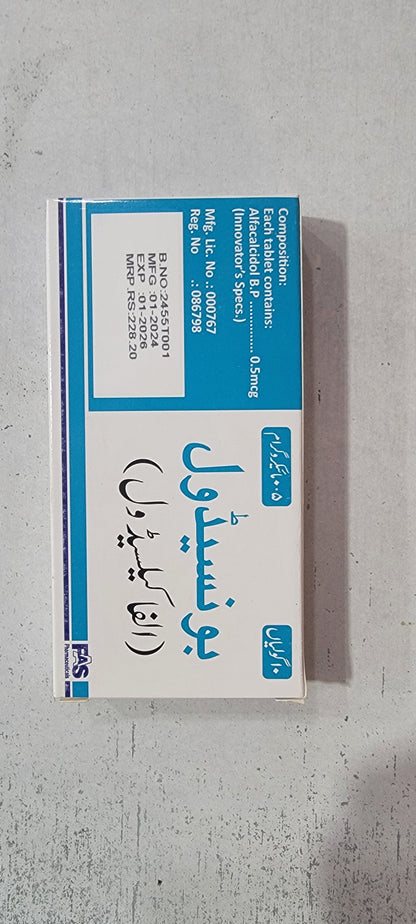 Composition:
Each tablet contains:
Alfacalcidol B.P. ............... 0.5mcg
(Innovator's Specs.)
Mfg. Lic. No .: 000767
Reg. No .: 086798
B.NO:2455T001
MFG :01-2024
EXP :01-2026
MRP.RS:228.20
۰.۵ مائیکروگرام
۱۰ گولیاں
بونسیڈول
(الفاکیلسیڈول)
FAS
Pharmaceuticals